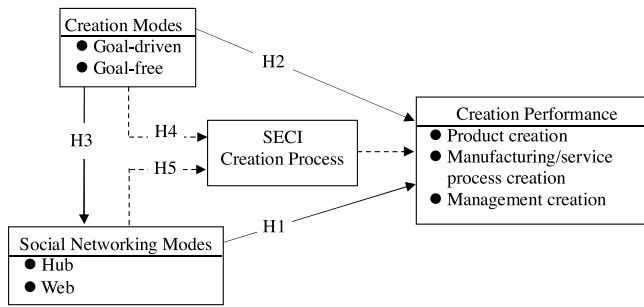 Creation Modes
● Goal-driven
● Goal-free
H2
H3
H4
SECI
Creation Process
H5
Creation Performance
● Product creation
● Manufacturing/service
process creation
● Management creation
H1
Social Networking Modes
● Hub
● Web